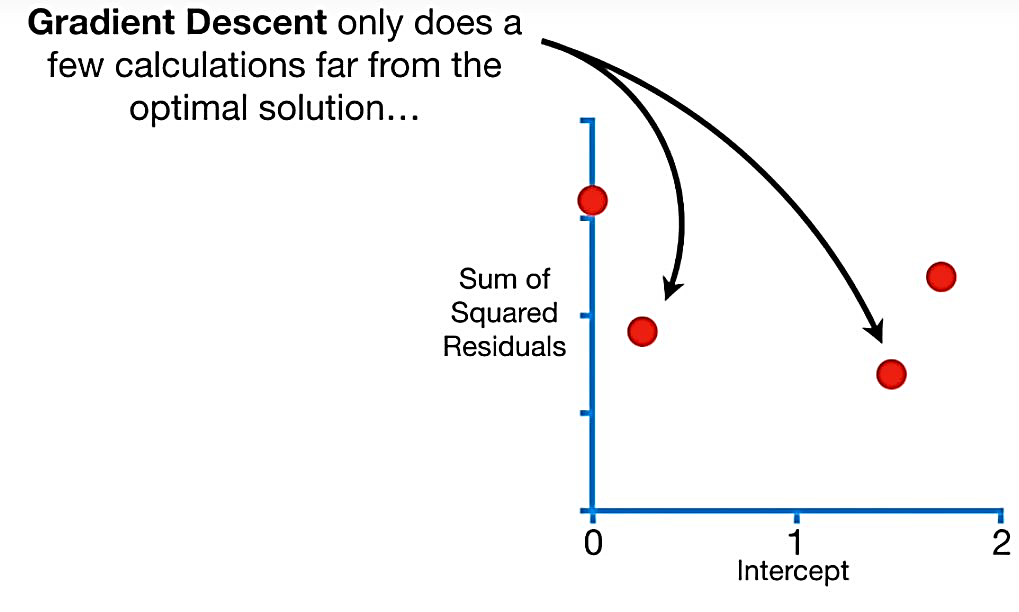 Gradient Descent only does a
few calculations far from the
optimal solution...
Sum of
Squared
Residuals
0
1
2
Intercept